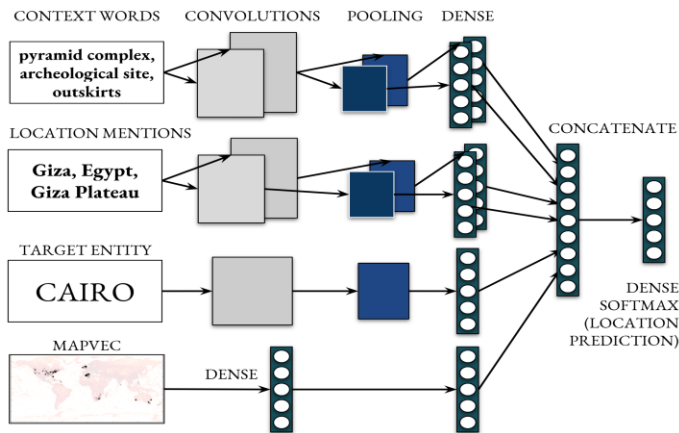 CONTEXT WORDS
CONVOLUTIONS
POOLING
DENSE
pyramid complex,
archeological site,
outskirts
LOCATION MENTIONS
CONCATENATE
Giza, Egypt,
Giza Plateau
TARGET ENTITY
CAIRO
DENSE
SOFTMAX
(LOCATION
PREDICTION)
MAPVEC
DENSE